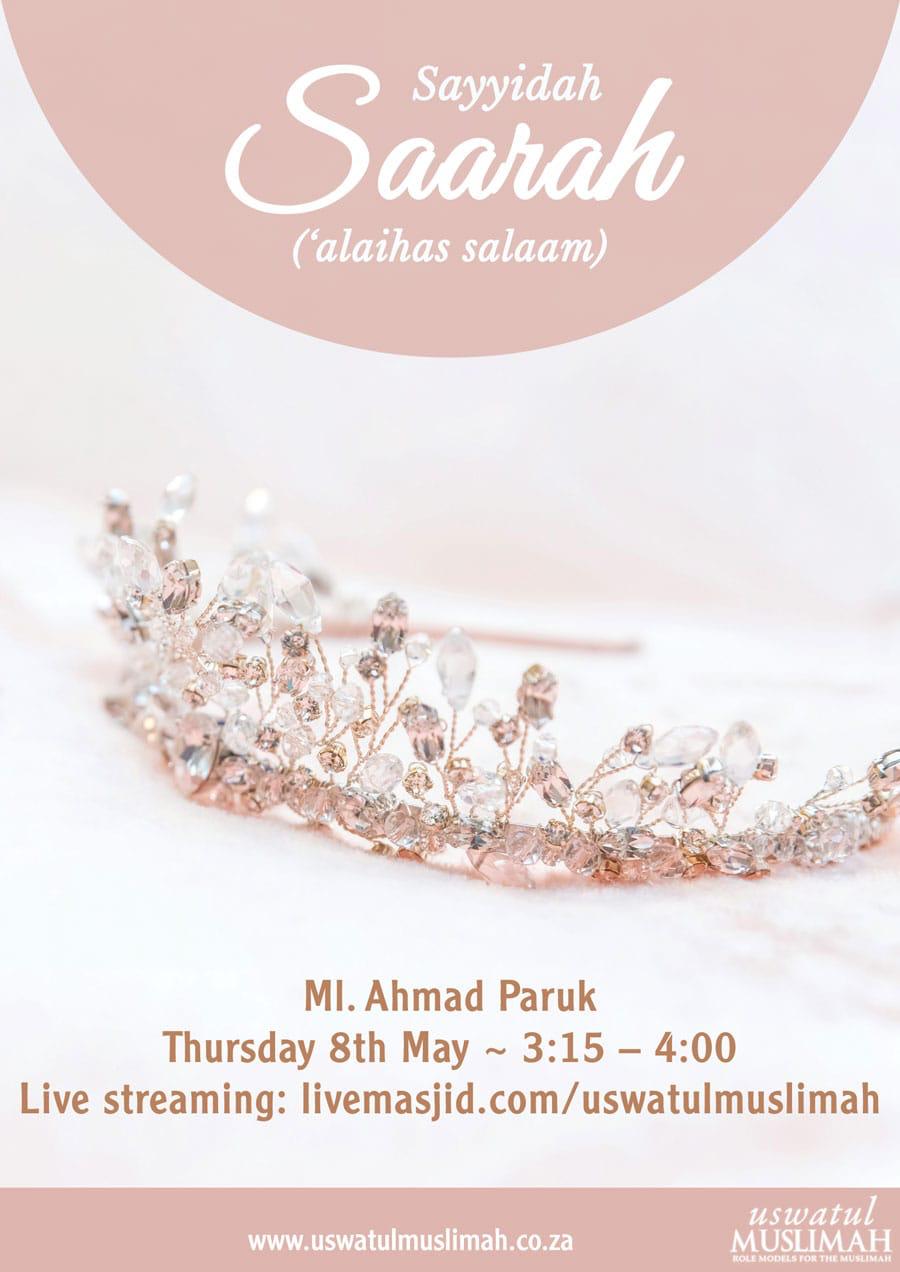 Sayyidah
Saarah
(‘alaihas salaam)
Ml. Ahmad Paruk
Thursday 8th May ~ 3:15 – 4:00
Live streaming: livemasjid.com/uswatulmuslimah
www.uswatulmuslimah.co.za
uswatul
MUSLIMAH
ROLE MODELS FOR THE MUSLIMAH